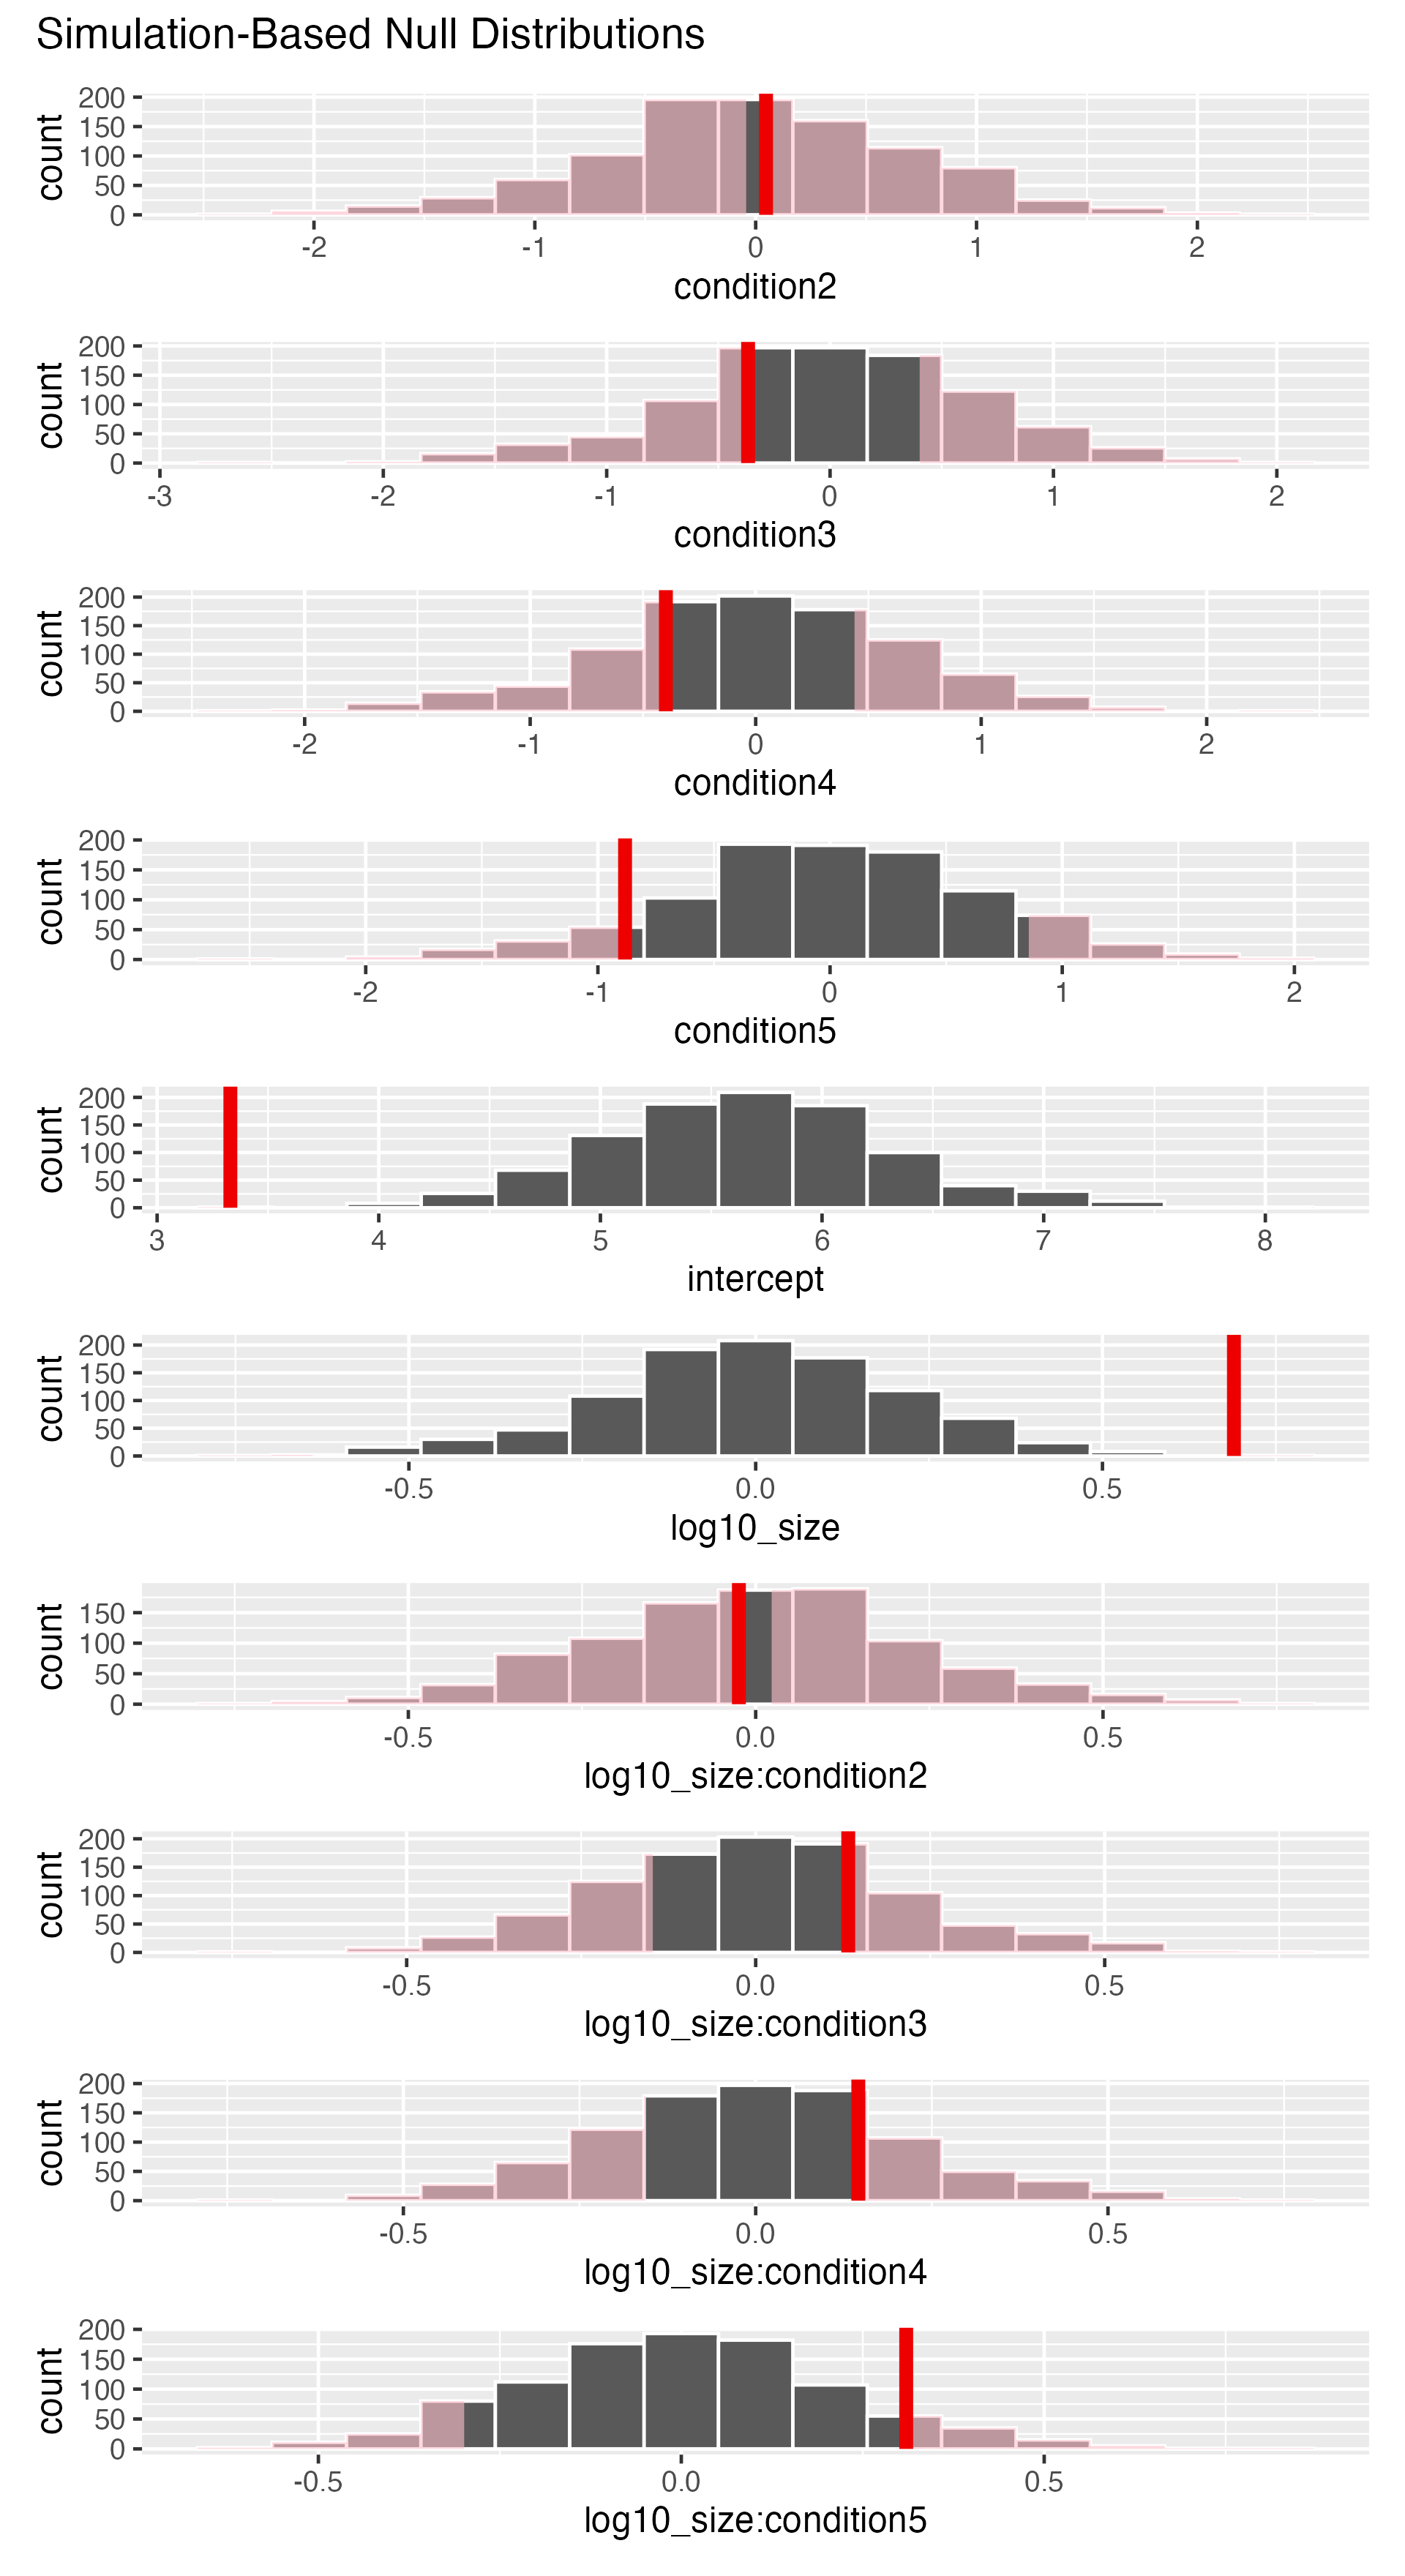 Simulation-Based Null Distributions
count
200
150
100
50
0
-2 -1 0 1 2
condition2
count
200
150
100
50
0
-3 -2 -1 0 1 2
condition3
count
200
150
100
50
0
-2 -1 0 1 2
condition4
count
200
150
100
50
0
-2 -1 0 1 2
condition5
count
200
150
100
50
0
3 4 5 6 7 8
intercept
count
200
150
100
50
0
-0.5 0.0 0.5
log10_size
count
150
100
50
0
-0.5 0.0 0.5
log10_size:condition2
count
200
150
100
50
0
-0.5 0.0 0.5
log10_size:condition3
count
200
150
100
50
0
-0.5 0.0 0.5
log10_size:condition4
count
200
150
100
50
0
-0.5 0.0 0.5
log10_size:condition5